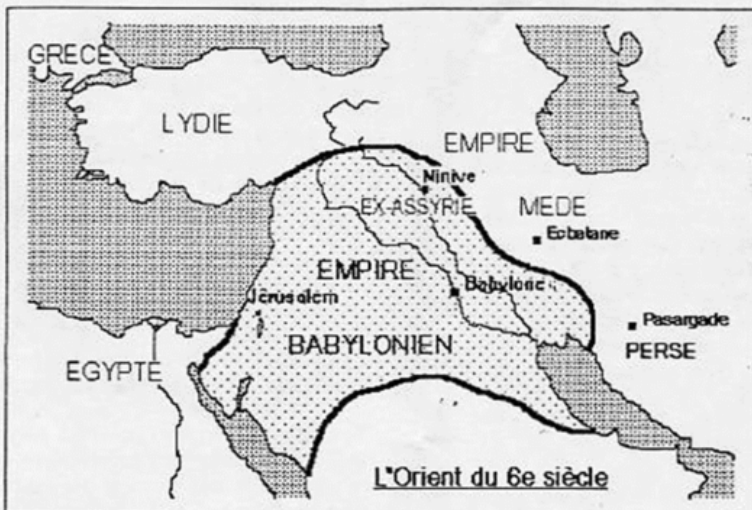 GRECE
LYDIE
EMPIRE
Ninive
EX-ASSYRIE
MEDE
Ecbatane
EMPIRE
Babylone
Jérusalem
Pasargade
BABYLONIEN
PERSE
EGYPTE
L'Orient du 6e siècle